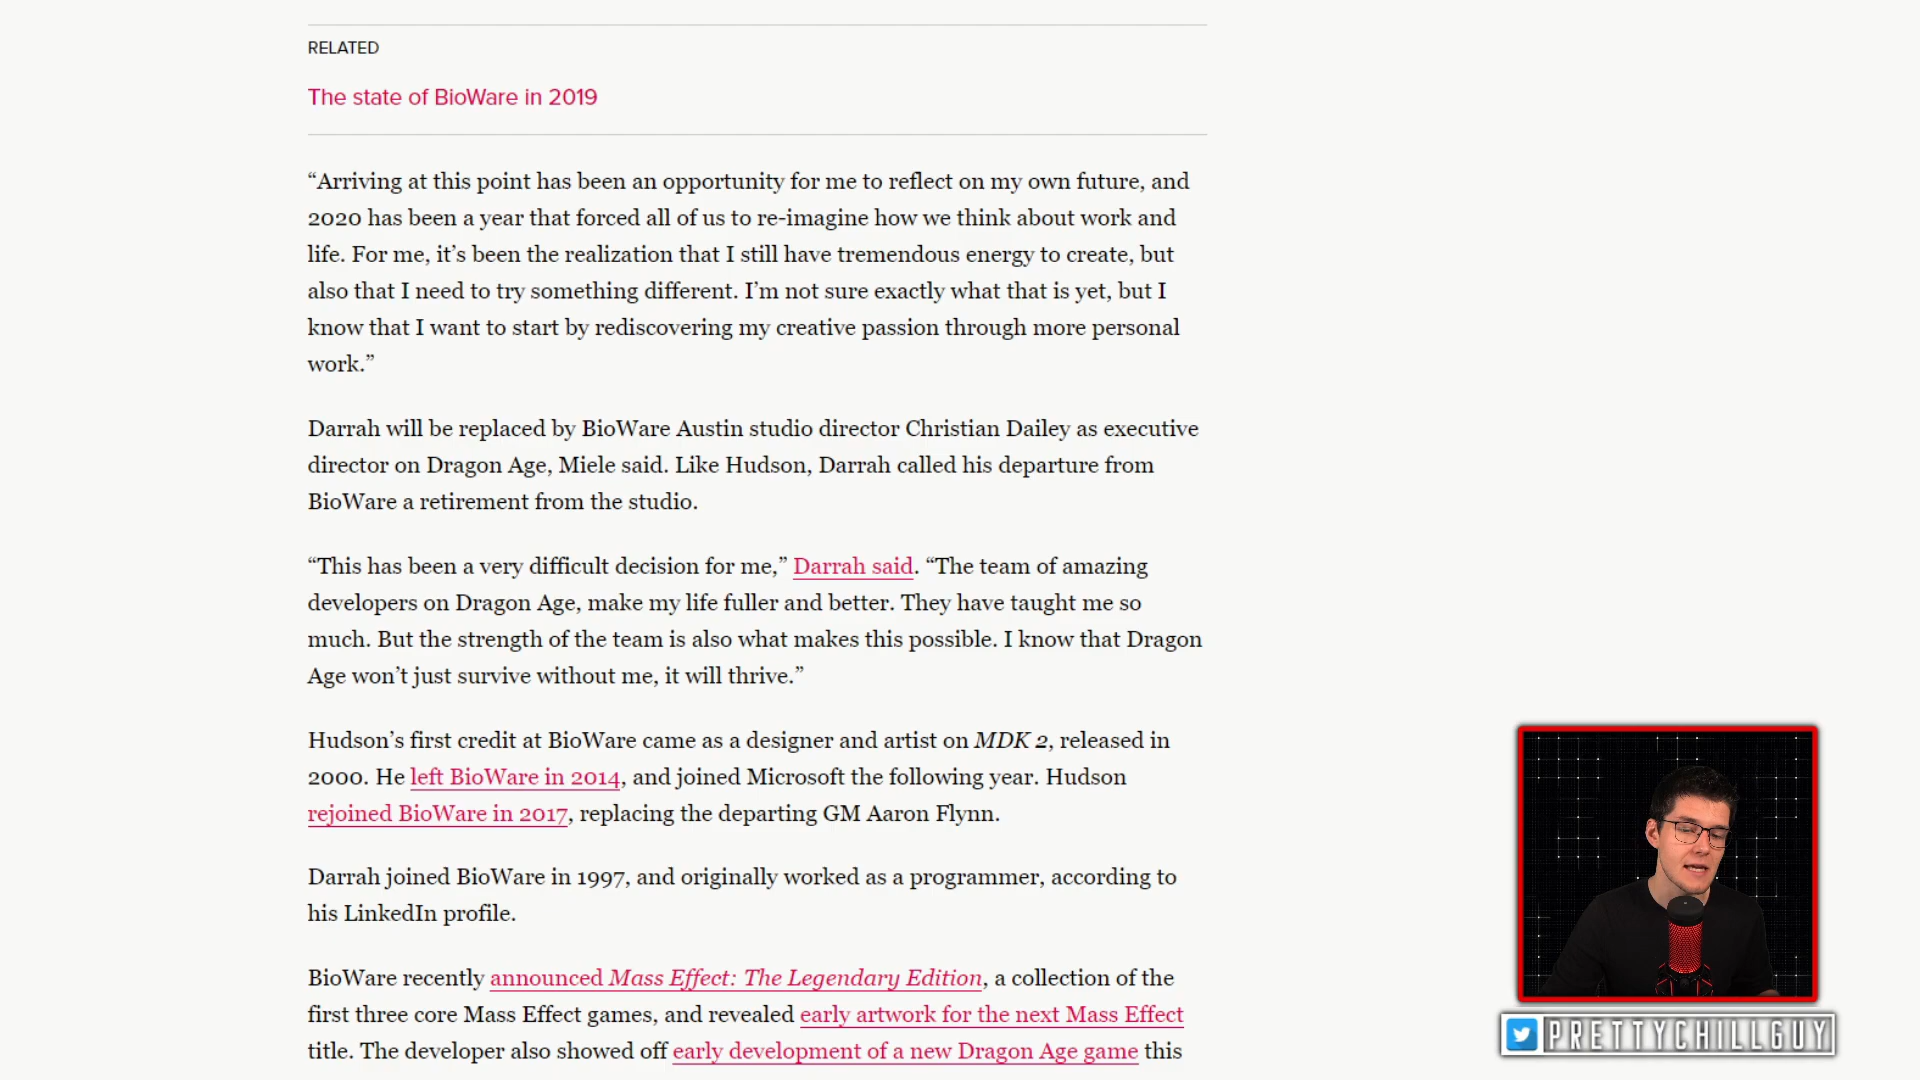 RELATED
The state of BioWare in 2019
“Arriving at this point has been an opportunity for me to reflect on my own future, and
2020 has been a year that forced all of us to re-imagine how we think about work and
life. For me, it’s been the realization that I still have tremendous energy to create, but
also that I need to try something different. I’m not sure exactly what that is yet, but I
know that I want to start by rediscovering my creative passion through more personal
work.”
Darrah will be replaced by BioWare Austin studio director Christian Dailey as executive
director on Dragon Age, Miele said. Like Hudson, Darrah called his departure from
BioWare a retirement from the studio.
“This has been a very difficult decision for me,” Darrah said. “The team of amazing
developers on Dragon Age, make my life fuller and better. They have taught me so
much. But the strength of the team is also what makes this possible. I know that Dragon
Age won’t just survive without me, it will thrive.”
Hudson’s first credit at BioWare came as a designer and artist on MDK 2, released in
2000. He left BioWare in 2014, and joined Microsoft the following year. Hudson
rejoined BioWare in 2017, replacing the departing GM Aaron Flynn.
Darrah joined BioWare in 1997, and originally worked as a programmer, according to
his LinkedIn profile.
BioWare recently announced Mass Effect: The Legendary Edition, a collection of the
first three core Mass Effect games, and revealed early artwork for the next Mass Effect
title. The developer also showed off early development of a new Dragon Age game this
PRETTYCHILLGUY